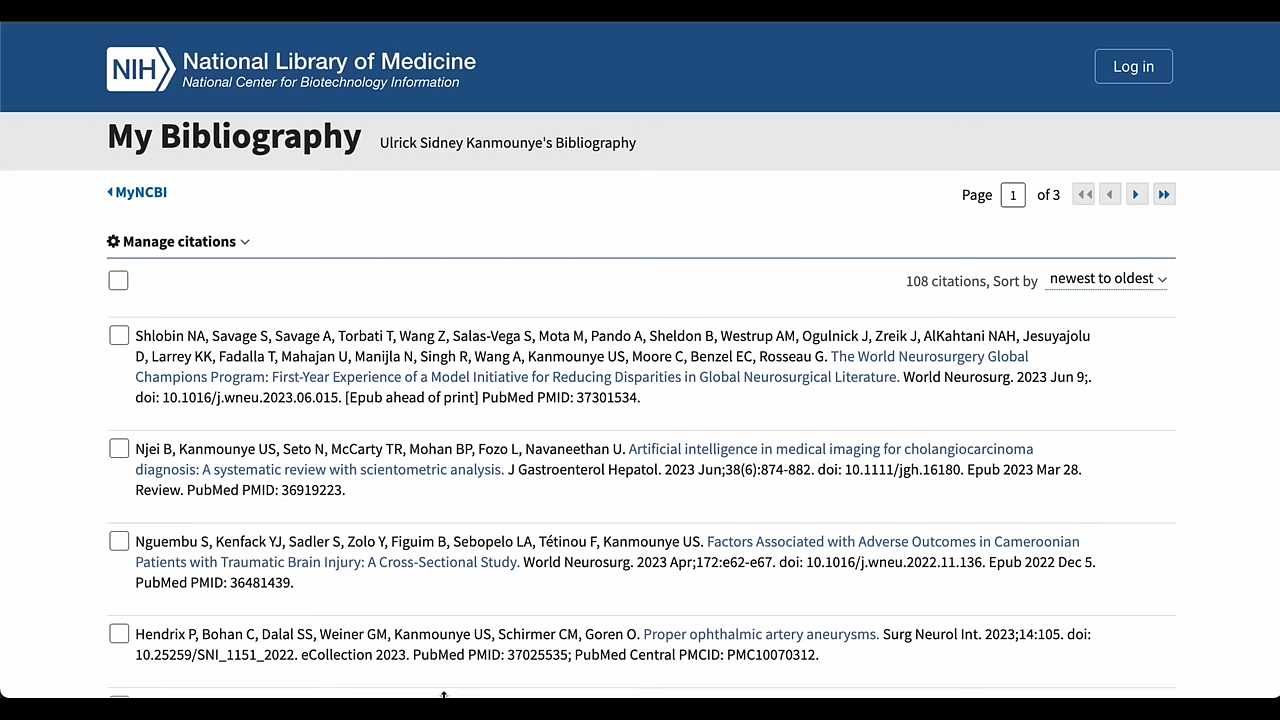 NIH National Library of Medicine
National Center for Biotechnology Information
Log in
My Bibliography Ulrick Sidney Kanmounye's Bibliography
MyNCBI
Page 1 of 3
Manage citations
108 citations, Sort by newest to oldest
Shlobin NA, Savage S, Savage A, Torbati T, Wang Z, Salas-Vega S, Mota M, Pando A, Sheldon B, Westrup AM, Ogulnick J, Zreik J, AlKahtani NAH, Jesuyajolu
D, Larrey KK, Fadalla T, Mahajan U, Manijla N, Singh R, Wang A, Kanmounye US, Moore C, Benzel EC, Rosseau G. The World Neurosurgery Global
Champions Program: First-Year Experience of a Model Initiative for Reducing Disparities in Global Neurosurgical Literature. World Neurosurg. 2023 Jun 9;.
doi: 10.1016/j.wneu.2023.06.015. [Epub ahead of print] PubMed PMID: 37301534.
Njei B, Kanmounye US, Seto N, McCarty TR, Mohan BP, Fozo L, Navaneethan U. Artificial intelligence in medical imaging for cholangiocarcinoma
diagnosis: A systematic review with scientometric analysis. J Gastroenterol Hepatol. 2023 Jun;38(6):874-882. doi: 10.1111/jgh.16180. Epub 2023 Mar 28.
Review. PubMed PMID: 36919223.
Nguembu S, Kenfack YJ, Sadler S, Zolo Y, Figuim B, Sebopelo LA, Tétinou F, Kanmounye US. Factors Associated with Adverse Outcomes in Cameroonian
Patients with Traumatic Brain Injury: A Cross-Sectional Study. World Neurosurg. 2023 Apr;172:e62-e67. doi: 10.1016/j.wneu.2022.11.136. Epub 2022 Dec 5.
PubMed PMID: 36481439.
Hendrix P, Bohan C, Dalal SS, Weiner GM, Kanmounye US, Schirmer CM, Goren O. Proper ophthalmic artery aneurysms. Surg Neurol Int. 2023;14:105. doi:
10.25259/SNI_1151_2022. eCollection 2023. PubMed PMID: 37025535; PubMed Central PMCID: PMC10070312.